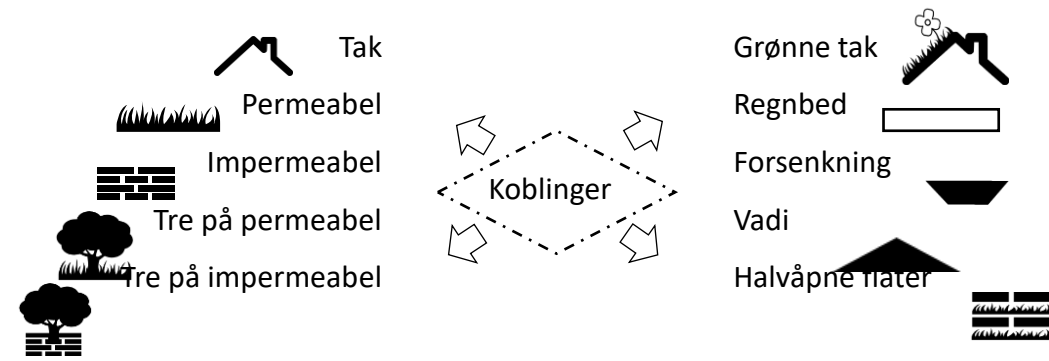 Tak
Permeabel
Impermeabel
Tre på permeabel
Tre på impermeabel
Koblinger
Grønne tak
Regnbed
Forsenkning
Vadi
Halvåpne flater